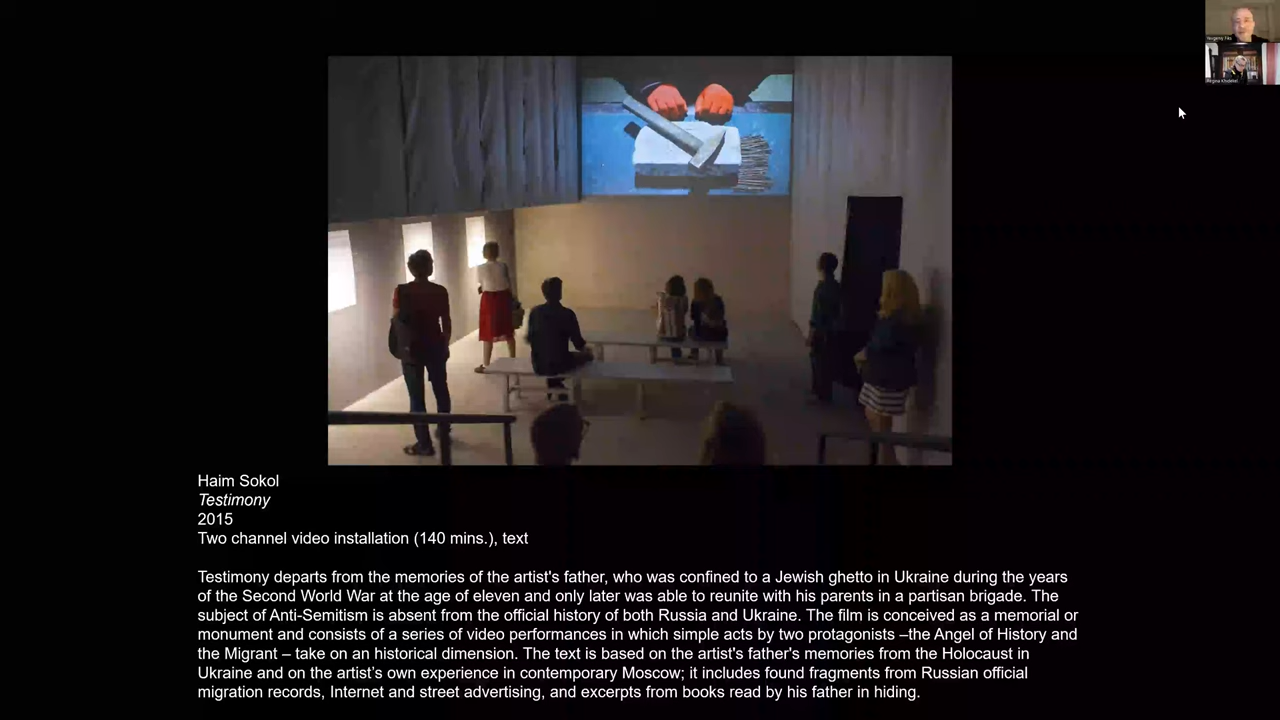 Haim Sokol
Testimony
2015
Two channel video installation (140 mins.), text
Testimony departs from the memories of the artist's father, who was confined to a Jewish ghetto in Ukraine during the years
of the Second World War at the age of eleven and only later was able to reunite with his parents in a partisan brigade. The
subject of Anti-Semitism is absent from the official history of both Russia and Ukraine. The film is conceived as a memorial or
monument and consists of a series of video performances in which simple acts by two protagonists –the Angel of History and
the Migrant – take on an historical dimension. The text is based on the artist's father's memories from the Holocaust in
Ukraine and on the artist’s own experience in contemporary Moscow; it includes found fragments from Russian official
migration records, Internet and street advertising, and excerpts from books read by his father in hiding.